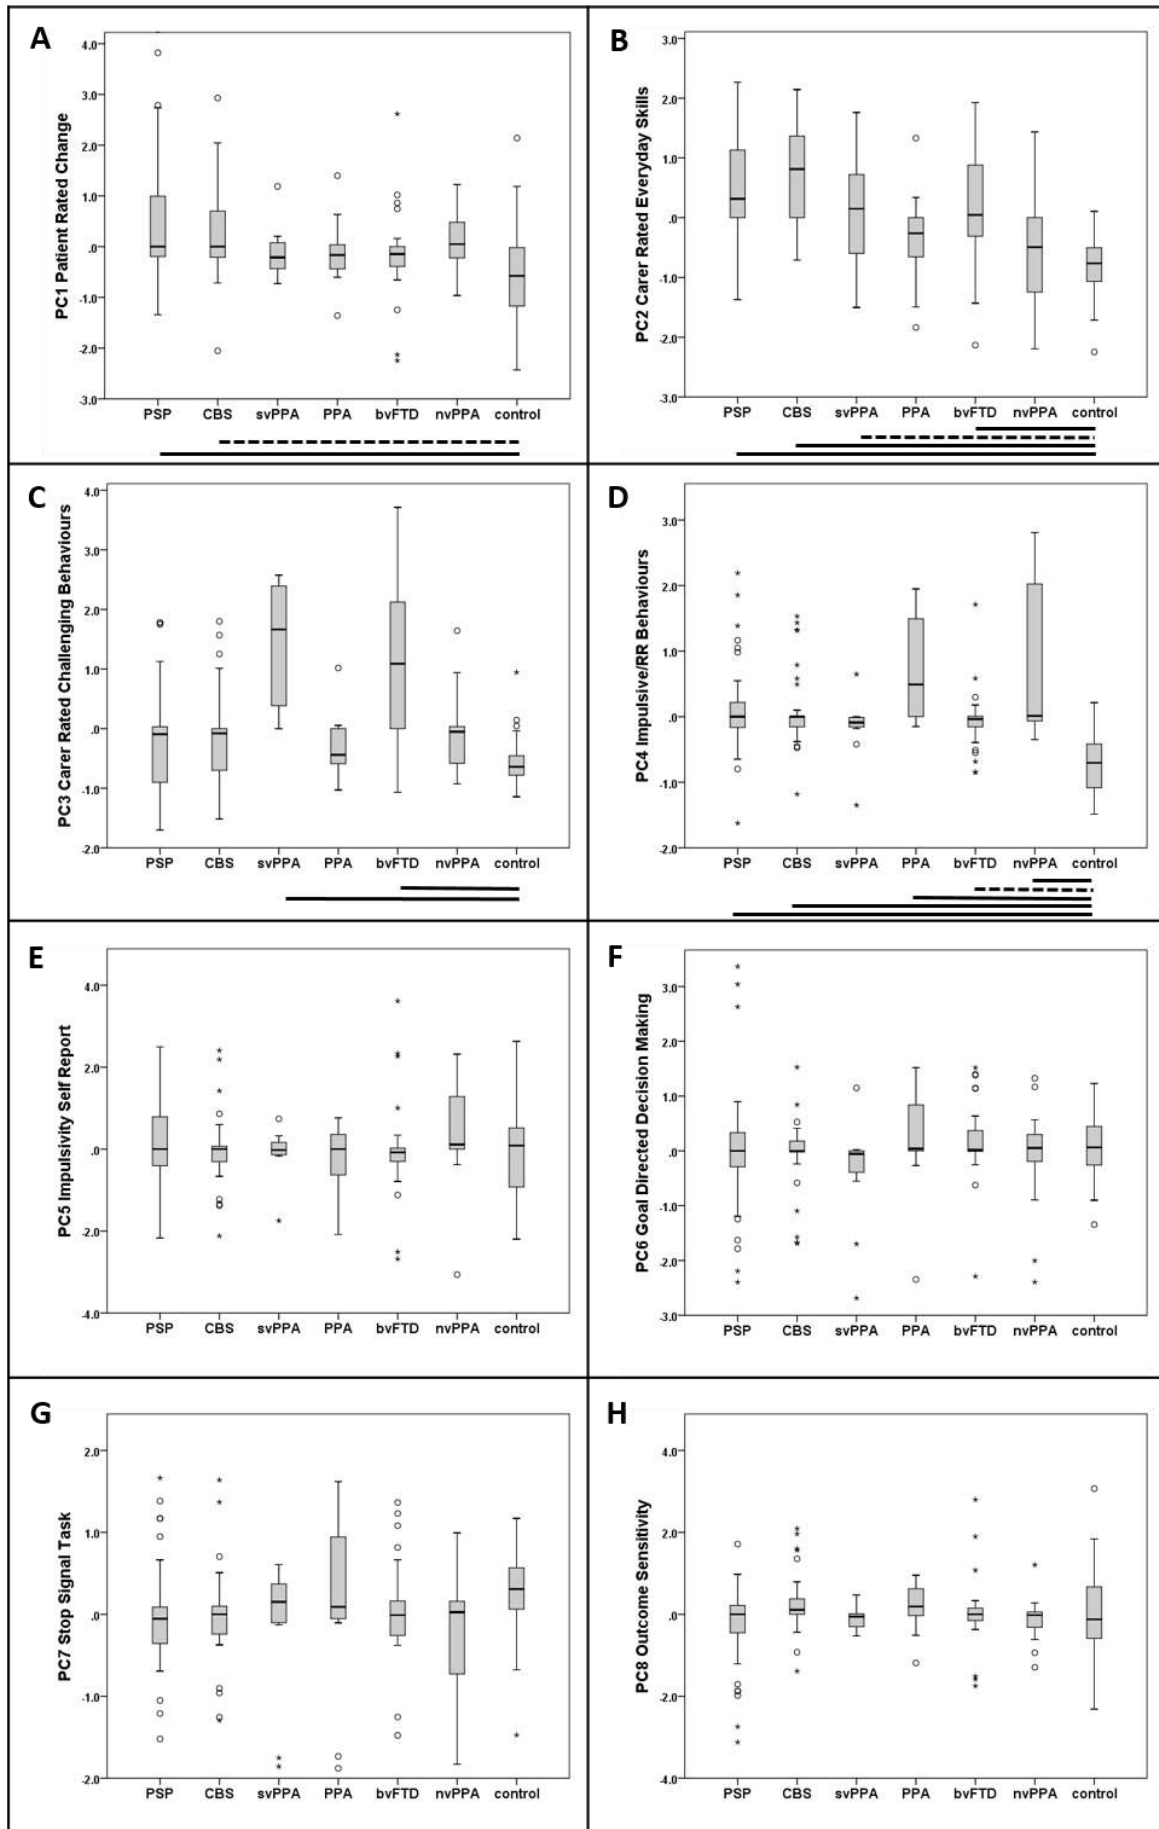 A
PC1 Patient Rated Change
4.0
3.0
2.0
1.0
.0
-1.0
-2.0
-3.0
PSP CBS svPPA PPA bvFTD nvPPA control
B
PC2 Carer Rated Everyday Skills
3.0
2.0
1.0
.0
-1.0
-2.0
-3.0
PSP CBS svPPA PPA bvFTD nvPPA control
C
PC3 Carer Rated Challenging Behaviours
4.0
3.0
2.0
1.0
.0
-1.0
-2.0
PSP CBS svPPA PPA bvFTD nvPPA control
D
PC4 Impulsive/RR Behaviours
3.0
2.0
1.0
.0
-1.0
-2.0
PSP CBS svPPA PPA bvFTD nvPPA control
E
PC5 Impulsivity Self Report
4.0
2.0
.0
-2.0
-4.0
PSP CBS svPPA PPA bvFTD nvPPA control
F
PC6 Goal Directed Decision Making
3.0
2.0
1.0
.0
-1.0
-2.0
-3.0
PSP CBS svPPA PPA bvFTD nvPPA control
G
PC7 Stop Signal Task
2.0
1.0
.0
-1.0
-2.0
PSP CBS svPPA PPA bvFTD nvPPA control
H
PC8 Outcome Sensitivity
4.0
2.0
.0
-2.0
-4.0
PSP CBS svPPA PPA bvFTD nvPPA control